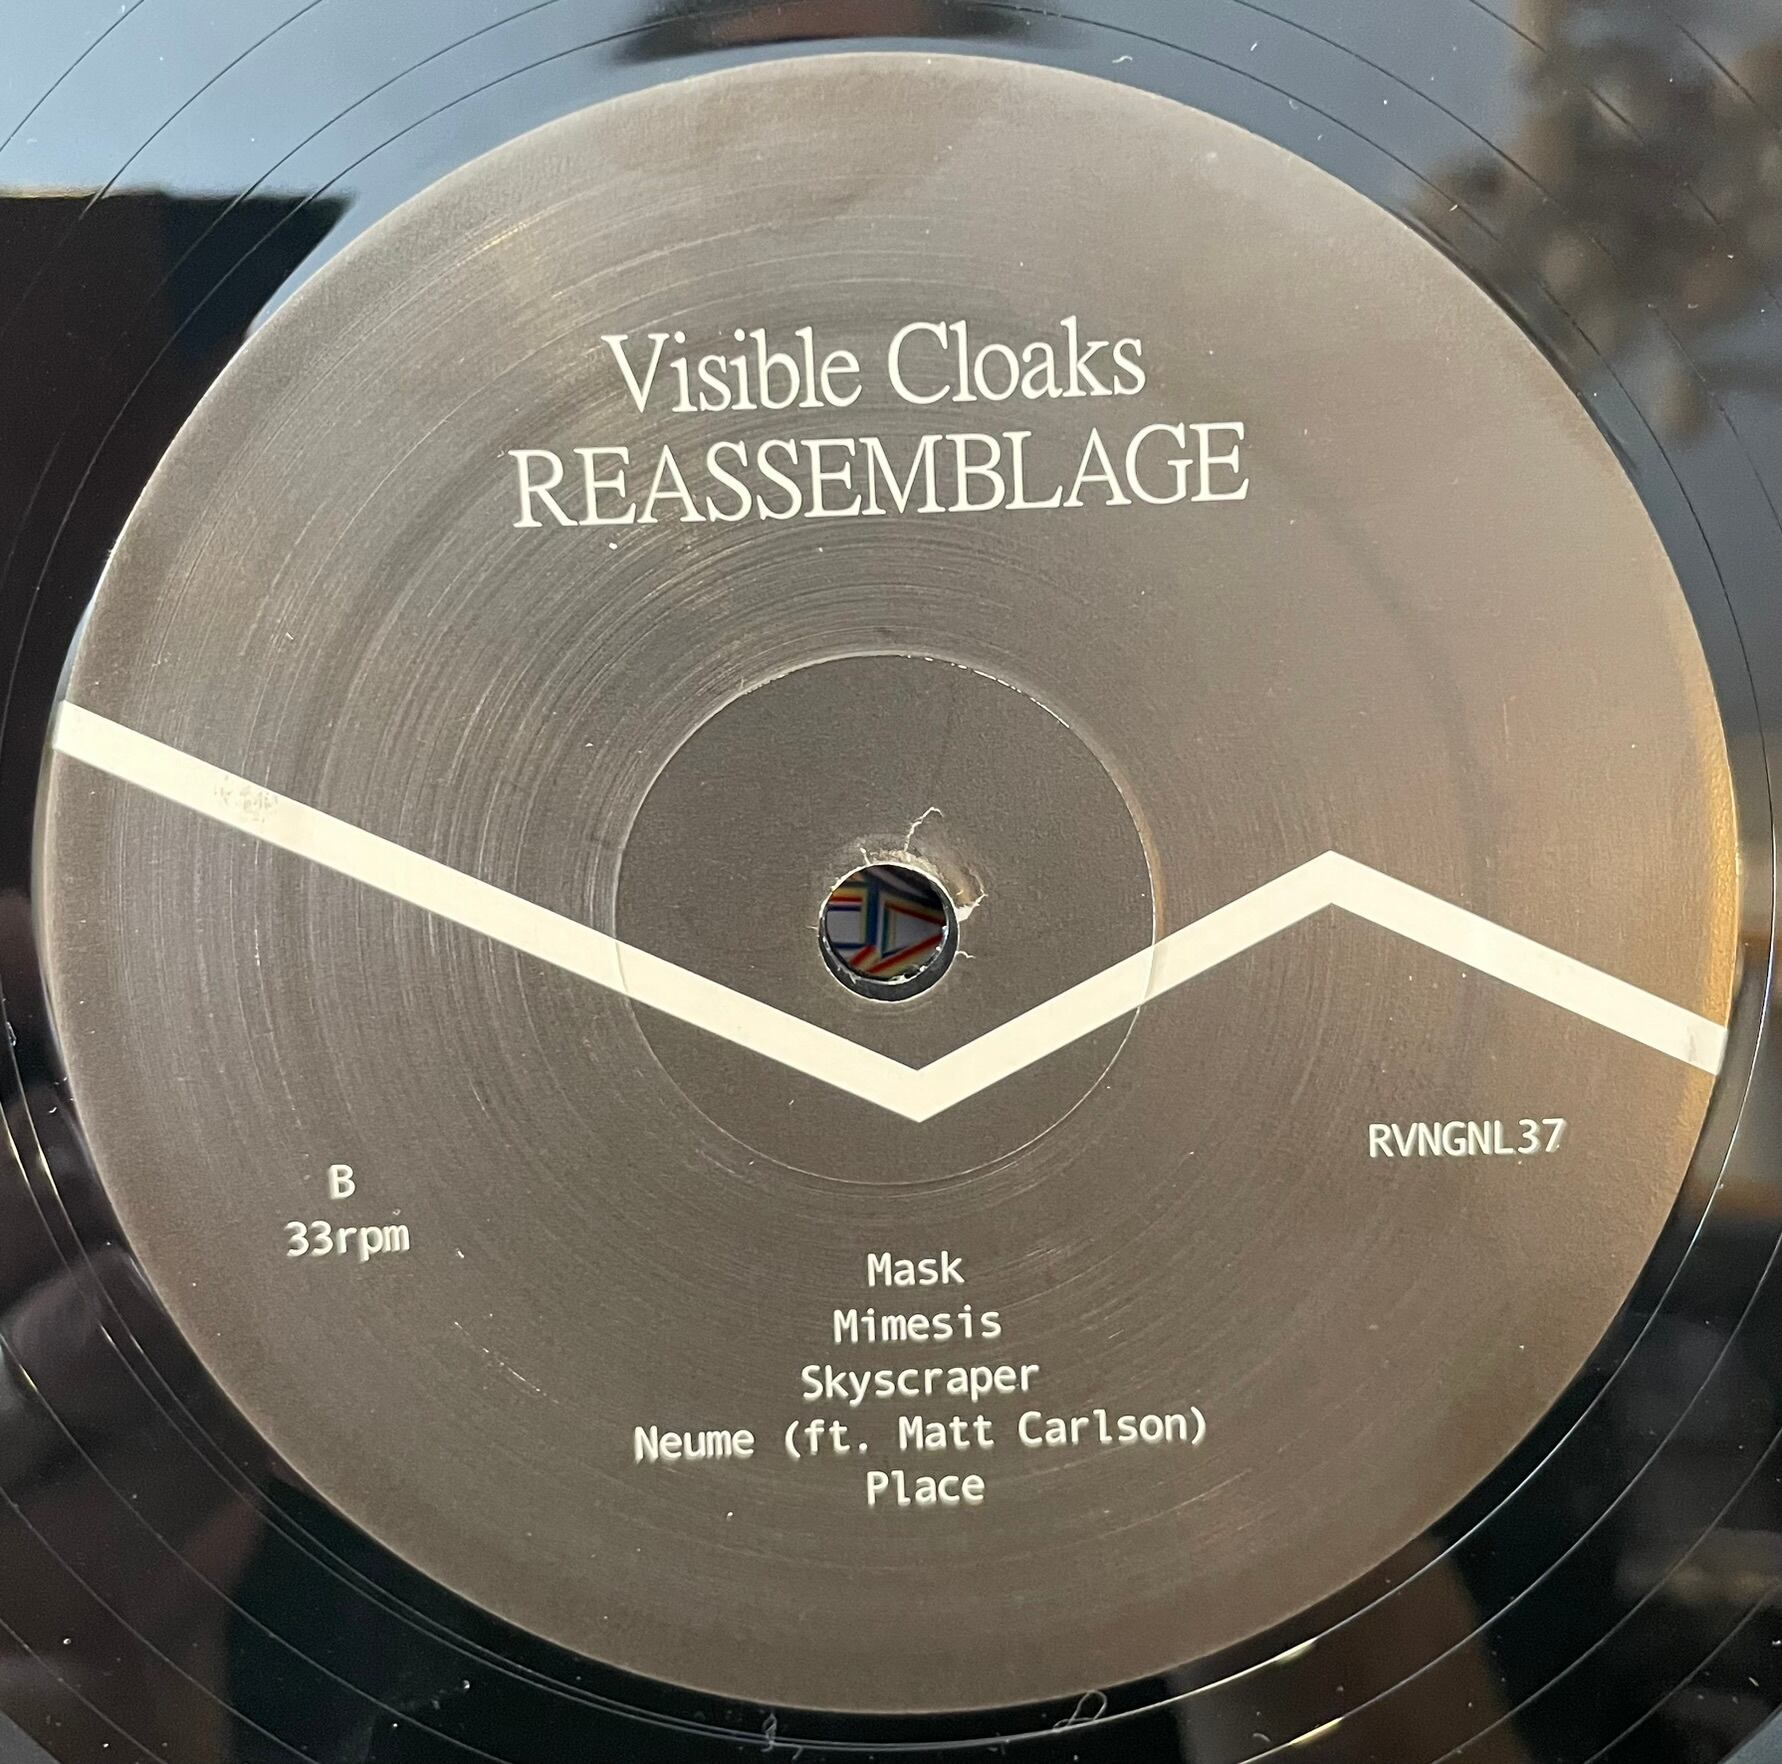 Visible Cloaks
REASSEMBLAGE
RVNGNL37
B
33rpm
Mask
Mimesis
Skyscraper
Neume (ft. Matt Carlson)
Place